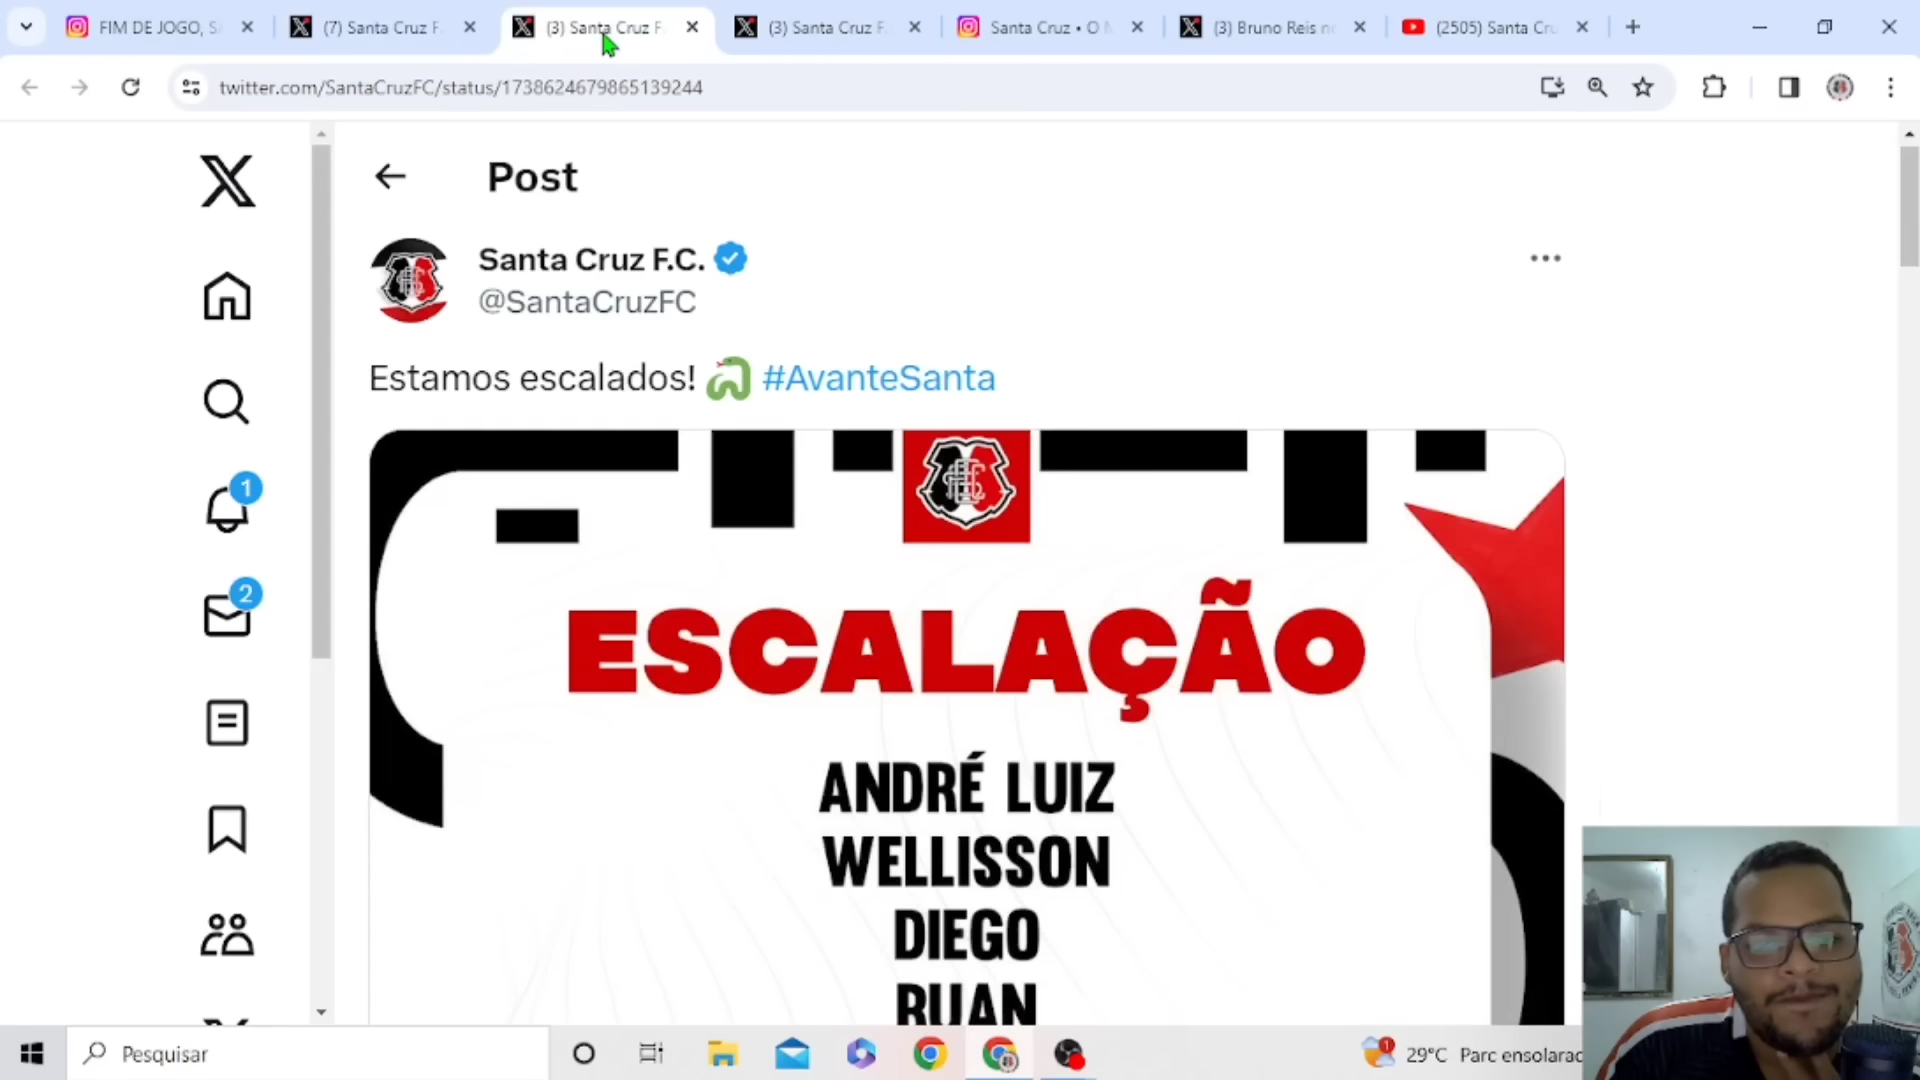 FIM DE JOGO, S
(7) Santa Cruz F
(3) Santa Cruz F
(3) Santa Cruz F
Santa Cruz • O
(3) Bruno Reis n
(2505) Santa Cru
twitter.com/SantaCruzFC/status/1738624679865139244
Post
Santa Cruz F.C.
@SantaCruzFC
Estamos escalados! #AvanteSanta
1
2
ESCALAÇÃO
ANDRÉ LUIZ
WELLISSON
DIEGO
RUAN
Pesquisar
1
29°C Parc ensolarad